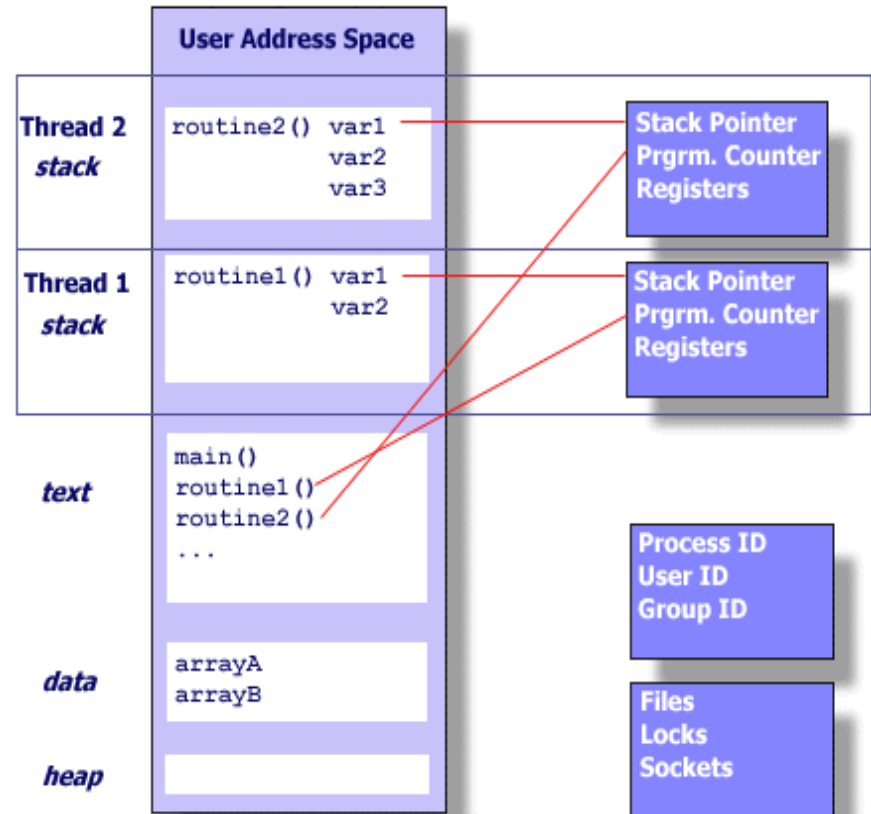 User Address Space
Thread 2
stack
routine2() var1
var2
var3
Stack Pointer
Prgrm. Counter
Registers
Thread 1
stack
routine1() var1
var2
Stack Pointer
Prgrm. Counter
Registers
text
main()
routine1()
routine2()
...
Process ID
User ID
Group ID
data
arrayA
arrayB
Files
Locks
Sockets
heap